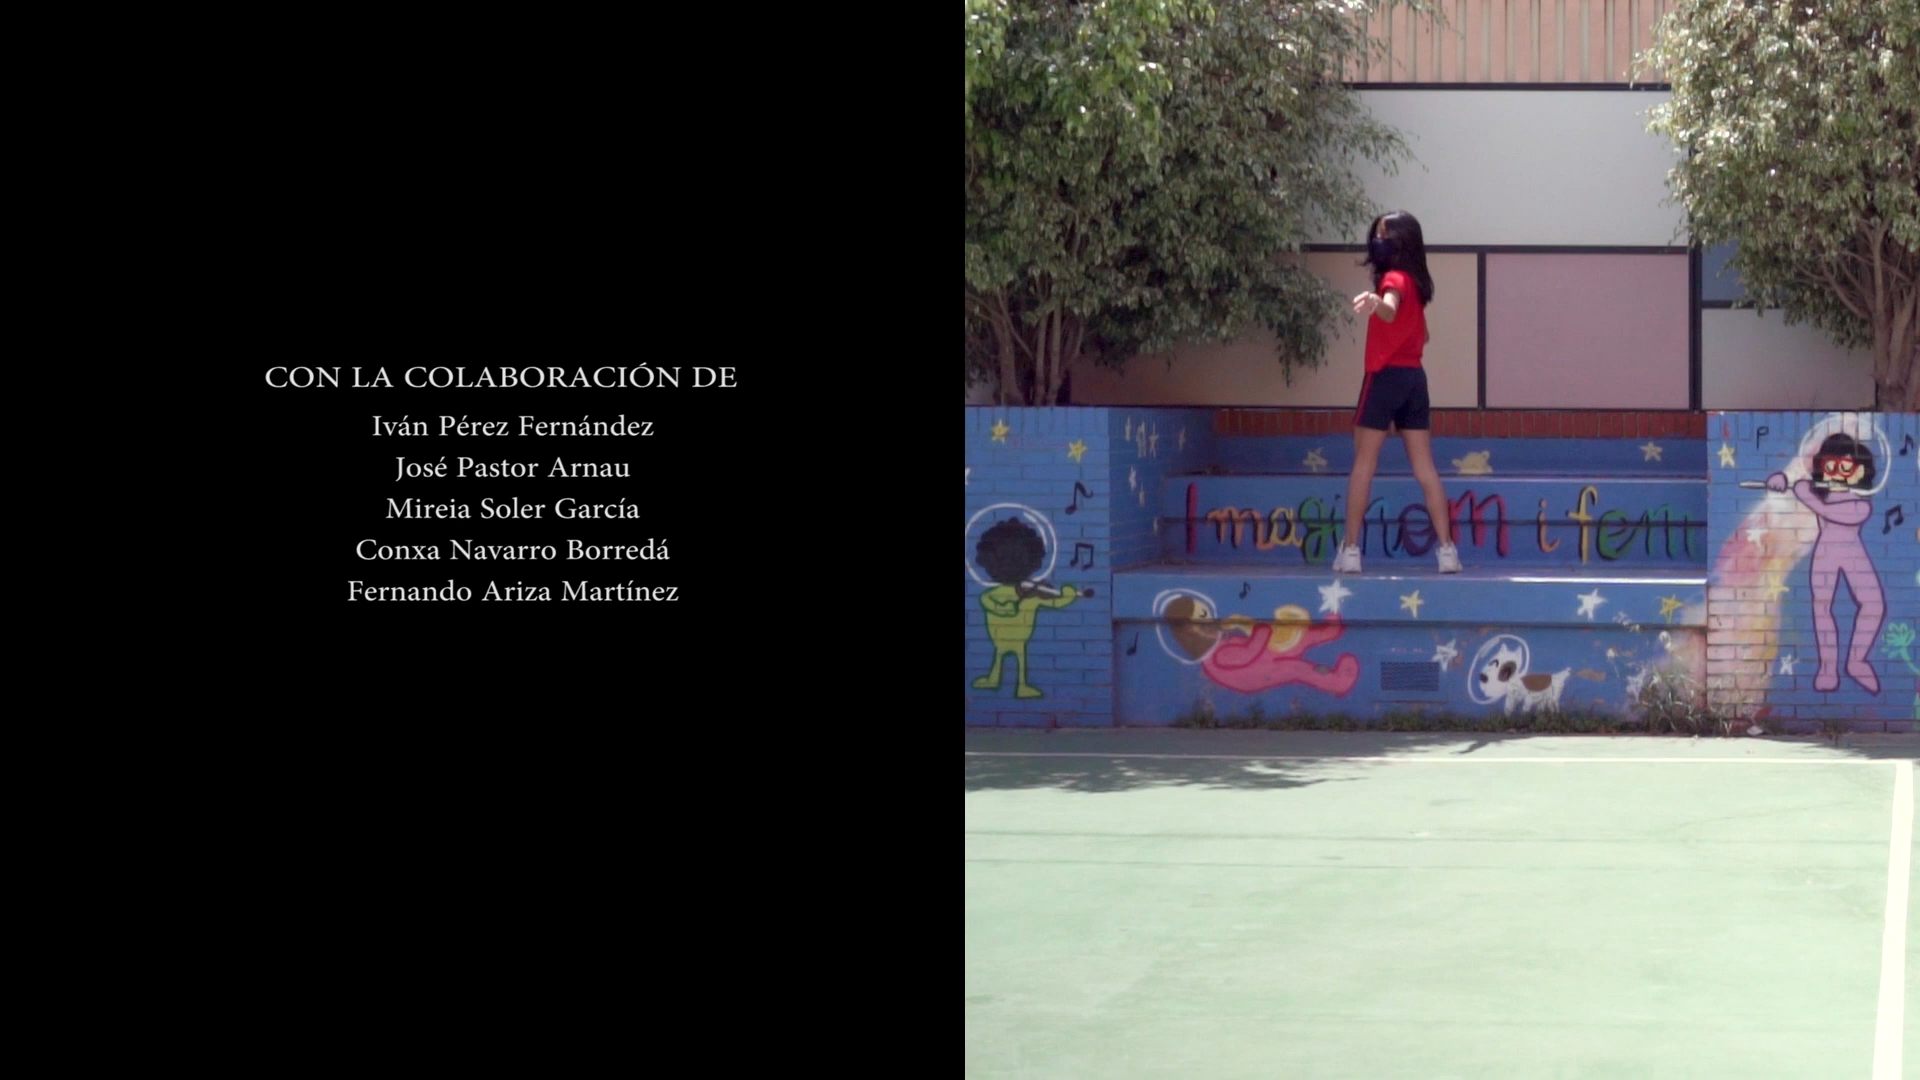 CON LA COLABORACIÓN DE
Iván Pérez Fernández
José Pastor Arnau
Mireia Soler García
Conxa Navarro Borredá
Fernando Ariza Martínez
Imaginem i fem